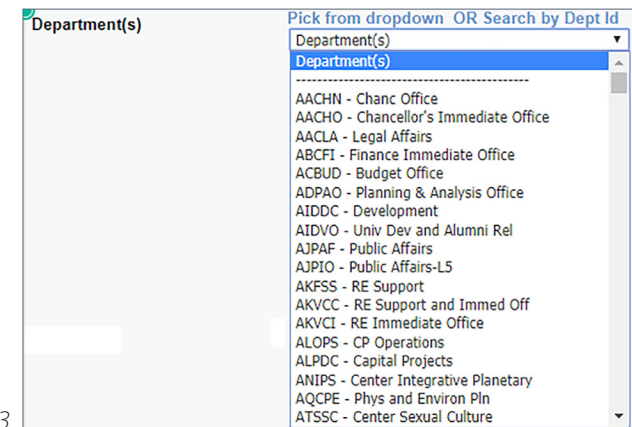 Department(s)
Pick from dropdown OR Search by Dept Id
Department(s)
Department(s)
--------------------------------------------
AACHN - Chanc Office
AACHO - Chancellor's Immediate Office
AACLA - Legal Affairs
ABCFI - Finance Immediate Office
ACBUD - Budget Office
ADPAO - Planning & Analysis Office
AIDDC - Development
AIDVO - Univ Dev and Alumni Rel
AJPAF - Public Affairs
AJPIO - Public Affairs-L5
AKFSS - RE Support
AKVCC - RE Support and Immed Off
AKVCI - RE Immediate Office
ALOPS - CP Operations
ALPDC - Capital Projects
ANIPS - Center Integrative Planetary
AQCPE - Phys and Environ Pln
ATSSC - Center Sexual Culture
3